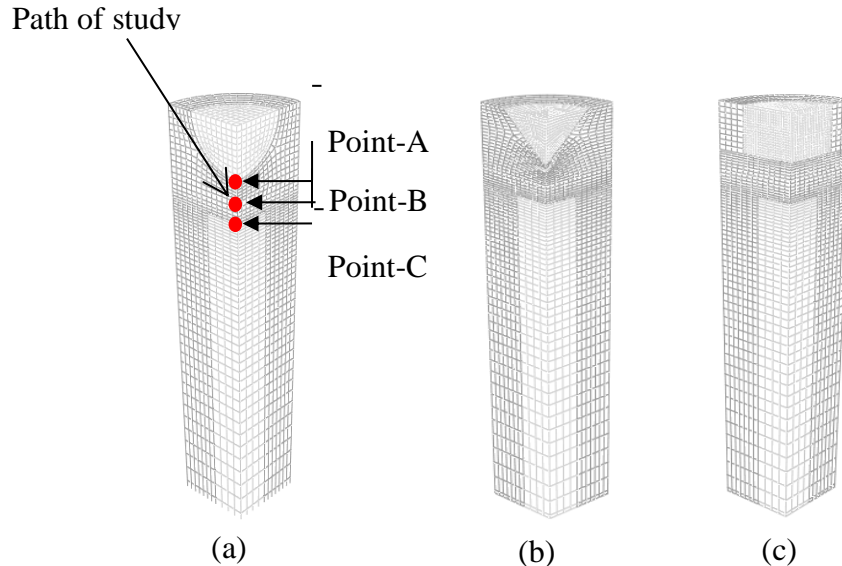 Path of study
Point-A
Point-B
Point-C
(a)
(b)
(c)